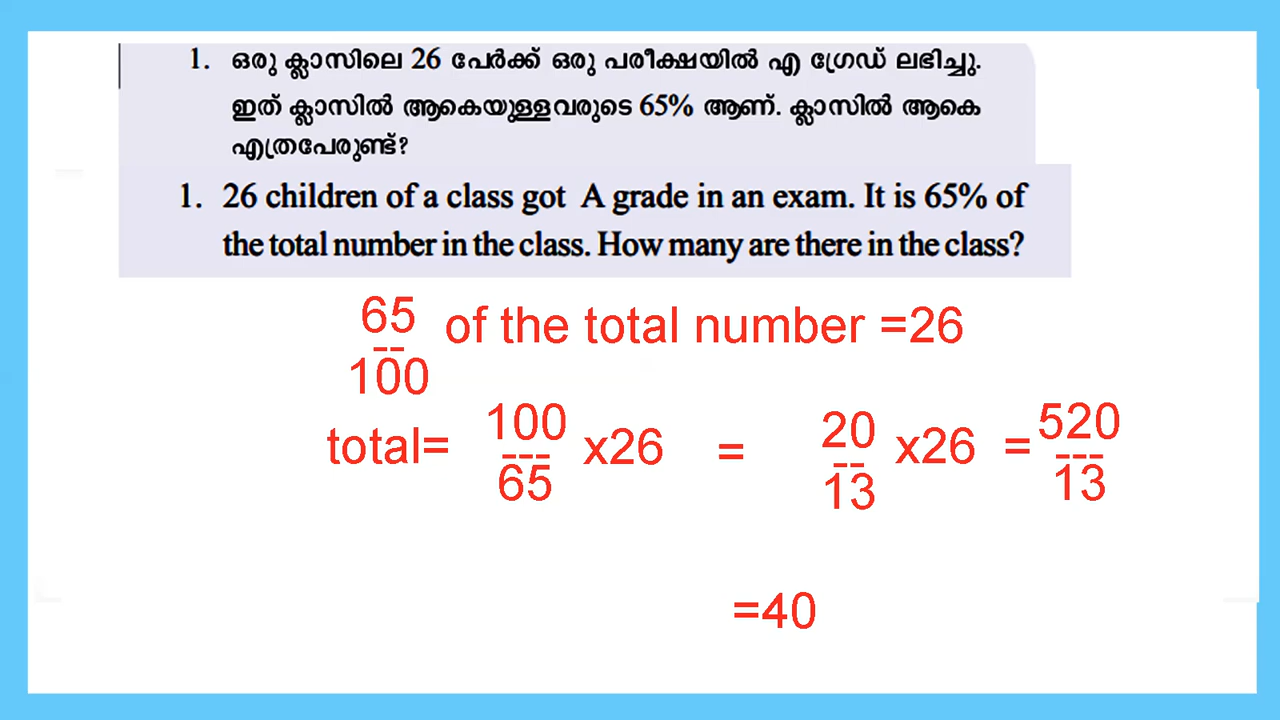 1. ഒരു ക്ലാസിലെ 26 പേർക്ക് ഒരു പരീക്ഷയിൽ എ ഗ്രേഡ് ലഭിച്ചു.
ഇത് ക്ലാസിൽ ആകെയുള്ളവരുടെ 65% ആണ്. ക്ലാസിൽ ആകെ
എത്രപേരുണ്ട്?
1. 26 children of a class got A grade in an exam. It is 65% of
the total number in the class. How many are there in the class?
65/100 of the total number =26
total= 100/65 x26 = 20/13 x26 = 520/13
=40